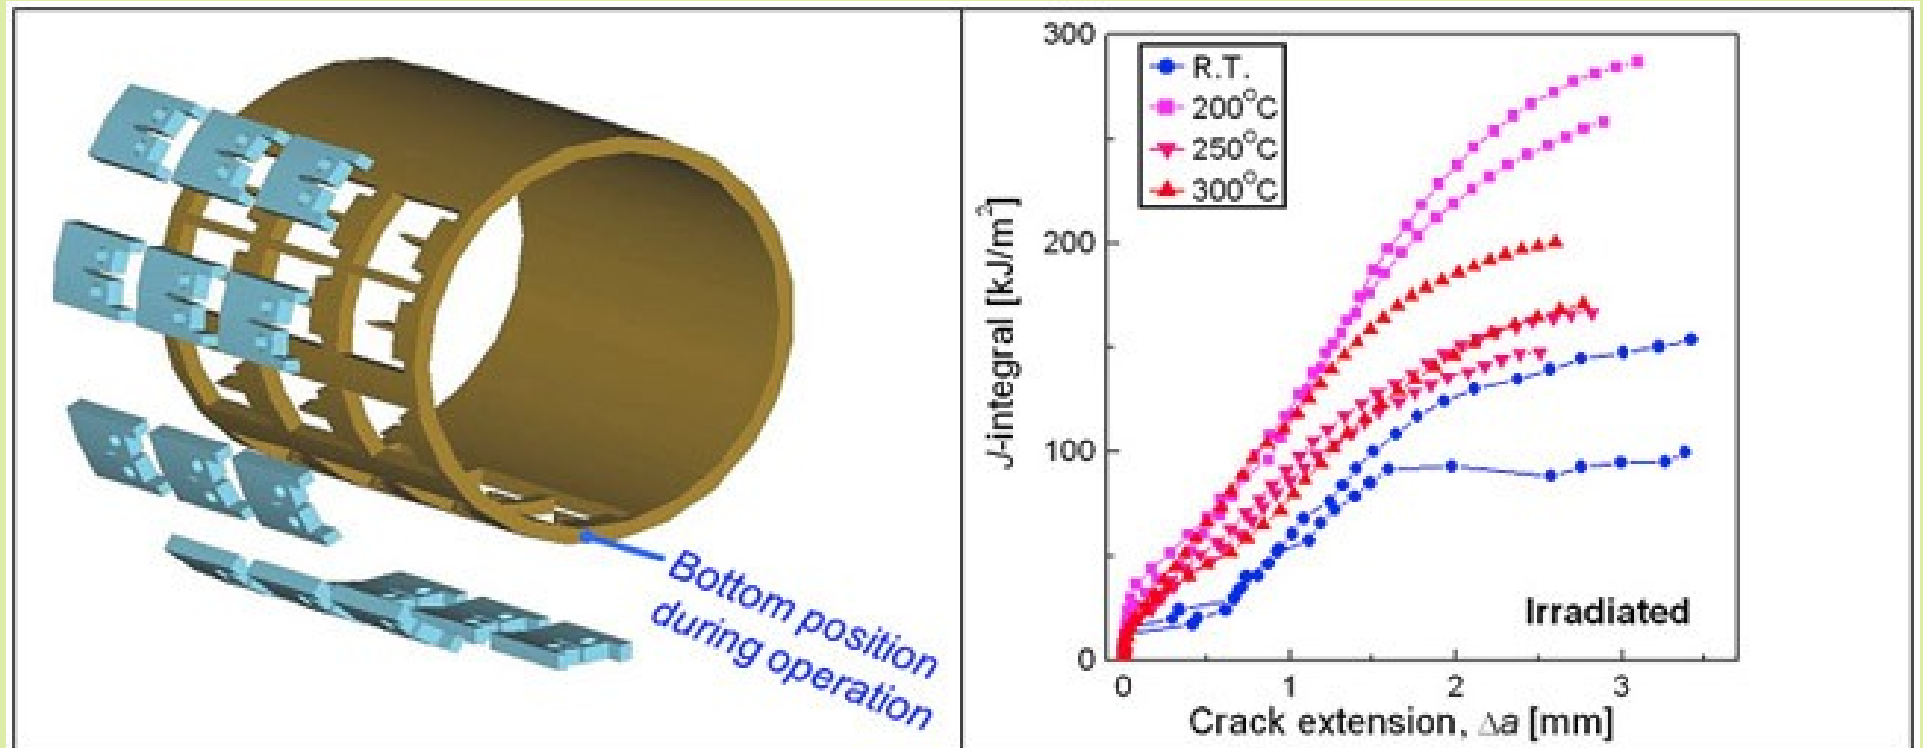 Bottom position
during operation
300
200
100
0
J-integral [kJ/m²]
R.T.
200°C
250°C
300°C
Irradiated
0 1 2 3
Crack extension, Δa [mm]